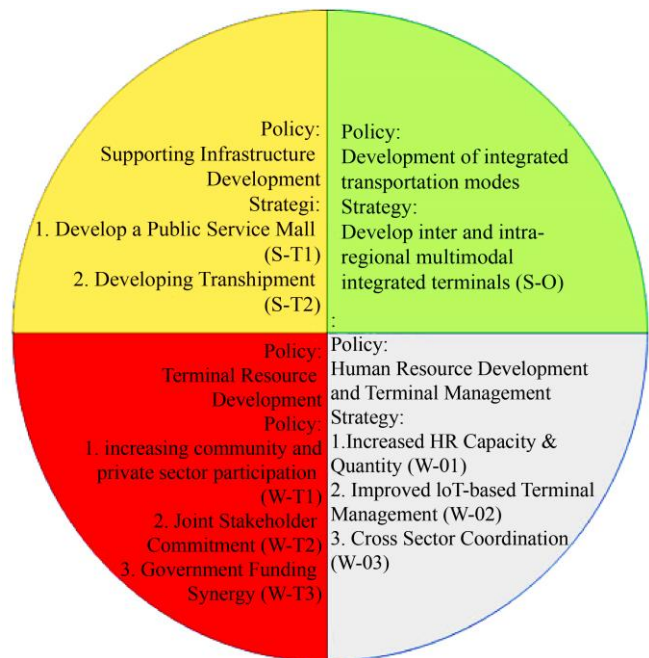 Policy:
Supporting Infrastructure
Development
Strategi:
1. Develop a Public Service Mall
(S-T1)
2. Developing Transhipment
(S-T2)
Policy:
Development of integrated
transportation modes
Strategy:
Develop inter and intra-
regional multimodal
integrated terminals (S-O)
:
Policy:
Terminal Resource
Development
Policy:
1. increasing community and
private sector participation
(W-T1)
2. Joint Stakeholder
Commitment (W-T2)
3. Government Funding
Synergy (W-T3)
Policy:
Human Resource Development
and Terminal Management
Strategy:
1.Increased HR Capacity &
Quantity (W-01)
2. Improved loT-based Terminal
Management (W-02)
3. Cross Sector Coordination
(W-03)